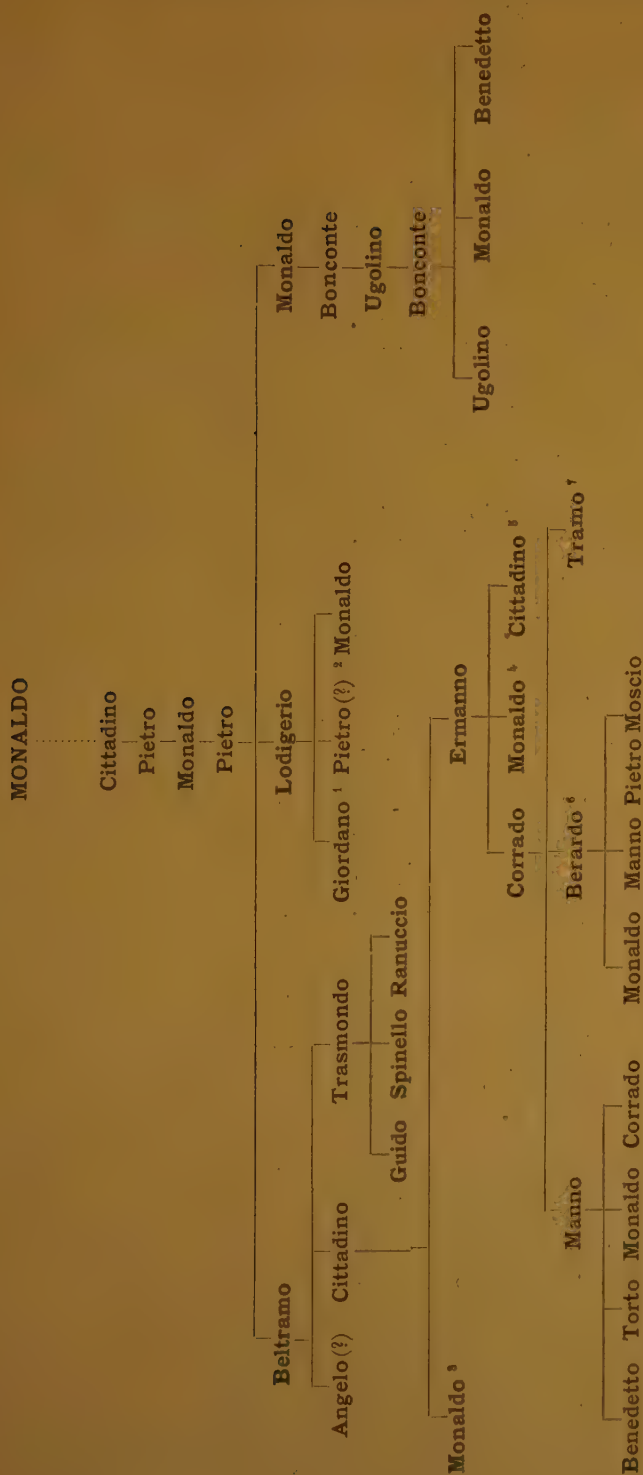 MONALDO
Cittadino
Pietro
Monaldo
Pietro
Beltramo Lodigerio Monaldo
Angelo (?) Cittadino Trasmondo Giordano ¹ Pietro (?) ² Monaldo Bonconte
Guido Spinello Ranuccio Ugolino
Monaldo ³ Ermanno Bonconte
Corrado Monaldo ⁴ Cittadino ⁵ Ugolino Monaldo Benedetto
Manno Berardo ⁶ Tramo ⁷
Benedetto Torto Monaldo Corrado Monaldo Manno Pietro Moscio